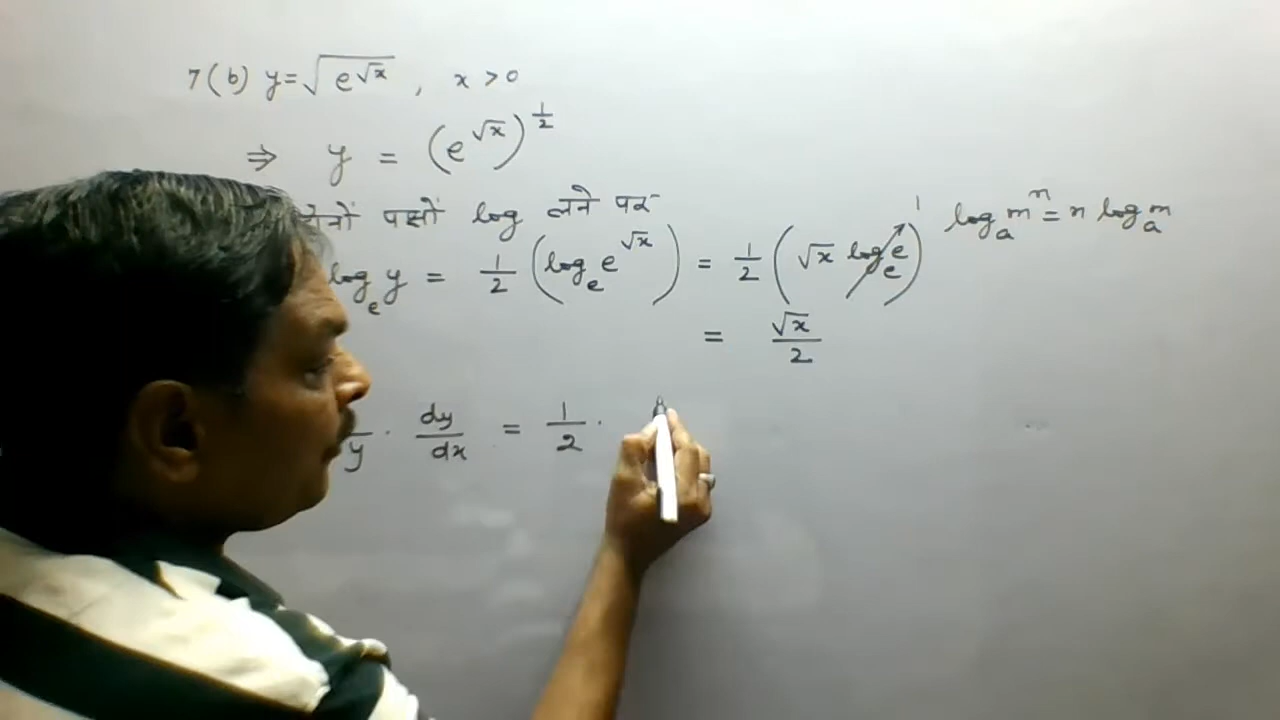 7(b) y = √(e^√x) , x > 0
⇒ y = (e^√x)^(1/2)
पक्षों log लेने पर
log_e y = 1/2 (log_e e^√x) = 1/2 (√x log_e e)^1 log_a m^n = n log_a m
= √x/2
/y · dy/dx = 1/2 ·